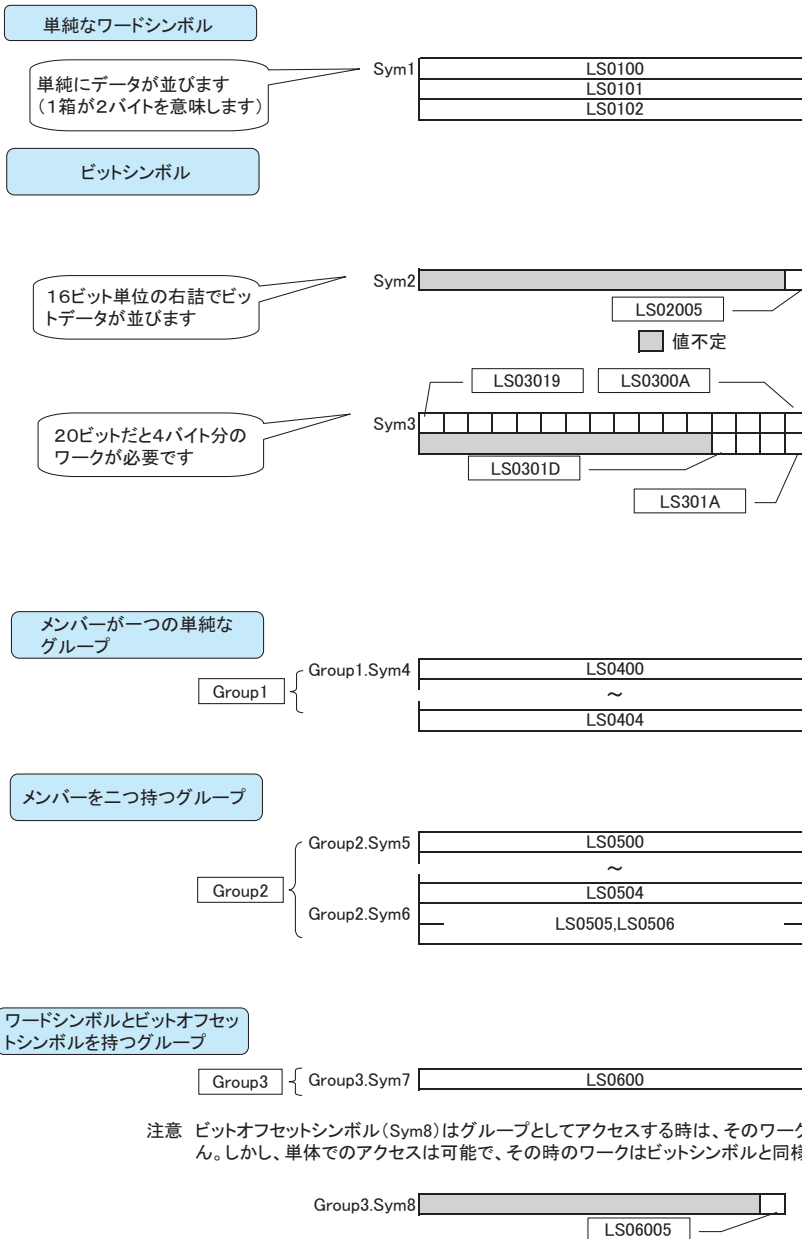 単純なワードシンボル
単純にデータが並びます
(1箱が2バイトを意味します)
Sym1
LS0100
LS0101
LS0102
ビットシンボル
16ビット単位の右詰でビッ
トデータが並びます
Sym2
LS02005
値不定
LS03019
LS0300A
20ビットだと4バイト分の
ワークが必要です
Sym3
LS0301D
LS301A
メンバーが一つの単純な
グループ
Group1
Group1.Sym4
LS0400
~
LS0404
メンバーを二つ持つグループ
Group2
Group2.Sym5
LS0500
~
LS0504
Group2.Sym6
LS0505,LS0506
ワードシンボルとビットオフセッ
トシンボルを持つグループ
Group3
Group3.Sym7
LS0600
注意 ビットオフセットシンボル(Sym8)はグループとしてアクセスする時は、そのワーク
ん。しかし、単体でのアクセスは可能で、その時のワークはビットシンボルと同様
Group3.Sym8
LS06005